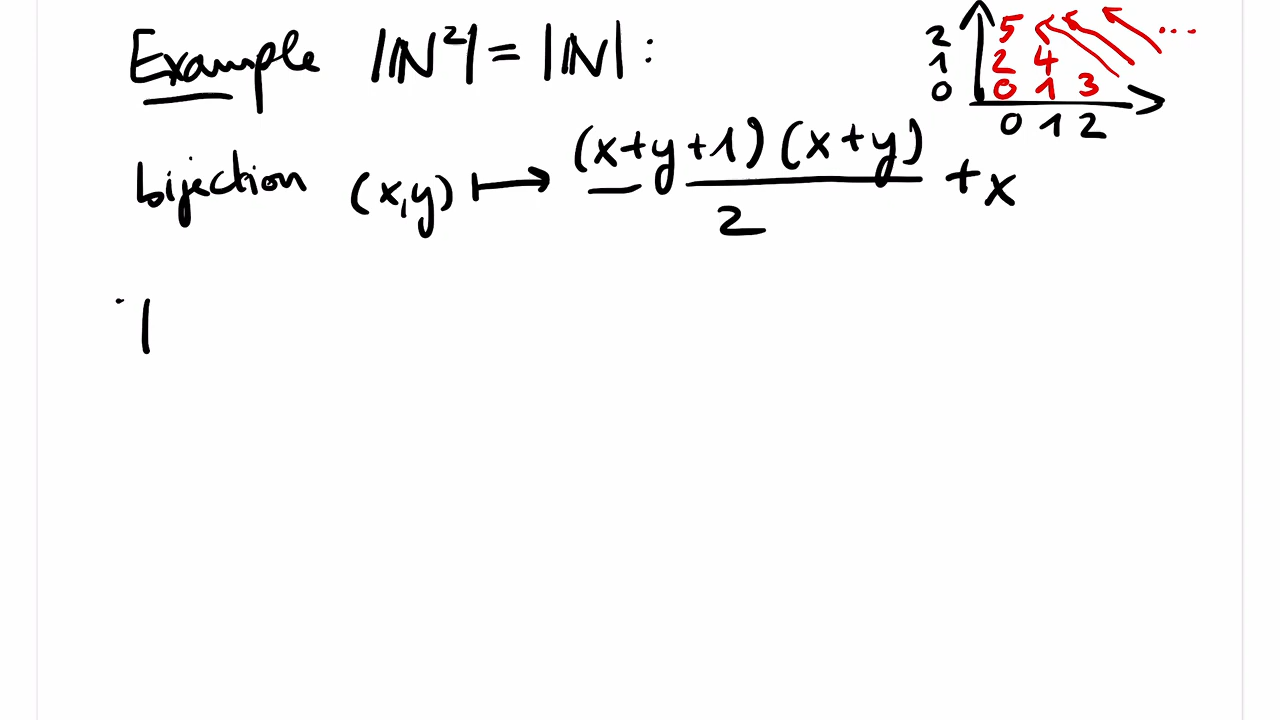 Example |ℕ²| = |ℕ| :
2 5 ...
1 2 4
0 0 1 3
0 1 2
bijection (x,y) ↦ (x+y+1)(x+y)/2 + x
|